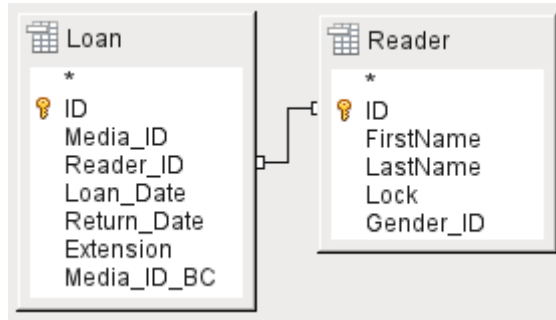 Loan
*
ID
Media_ID
Reader_ID
Loan_Date
Return_Date
Extension
Media_ID_BC
Reader
*
ID
FirstName
LastName
Lock
Gender_ID